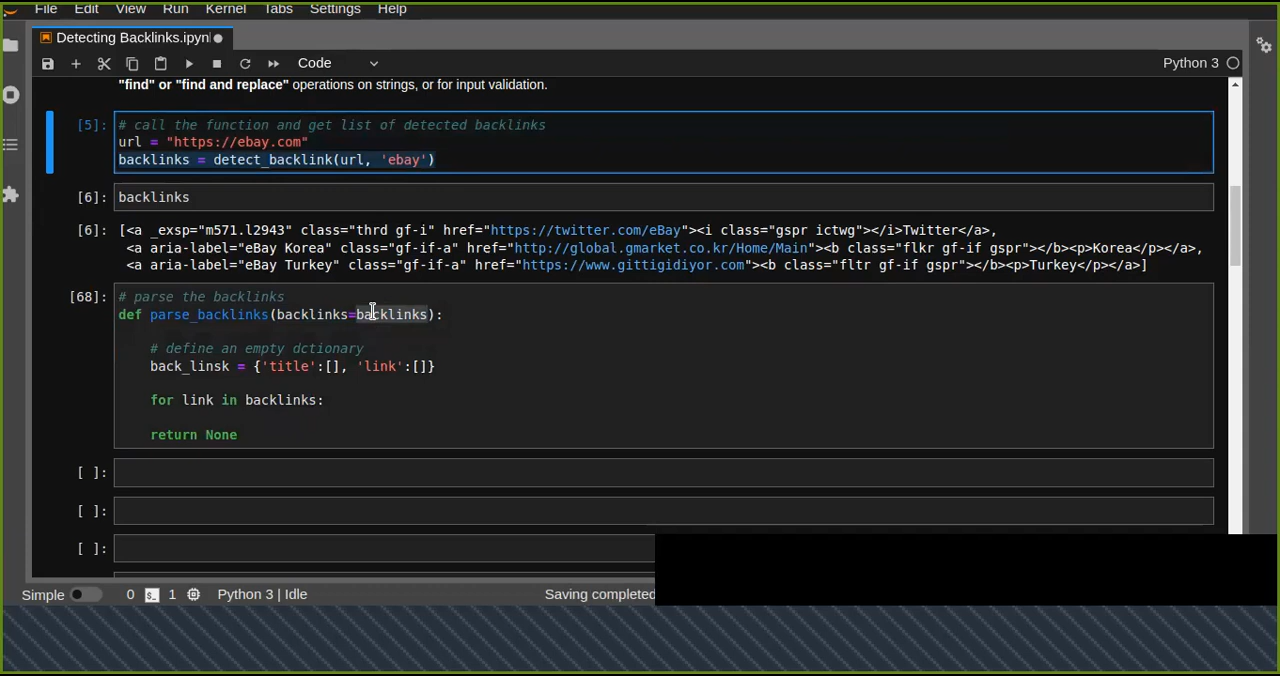 File Edit View Run Kernel Tabs Settings Help
Detecting Backlinks.ipynl
Code Python 3
"find" or "find and replace" operations on strings, or for input validation.
[5]: # call the function and get list of detected backlinks
url = "https://ebay.com"
backlinks = detect_backlink(url, 'ebay')
[6]: backlinks
[6]: [<a _exsp="m571.l2943" class="thrd gf-i" href="https://twitter.com/eBay"><i class="gspr ictwg"></i>Twitter</a>,
<a aria-label="eBay Korea" class="gf-if-a" href="http://global.gmarket.co.kr/Home/Main"><b class="flkr gf-if gspr"></b><p>Korea</p></a>,
<a aria-label="eBay Turkey" class="gf-if-a" href="https://www.gittigidiyor.com"><b class="fltr gf-if gspr"></b><p>Turkey</p></a>]
[68]: # parse the backlinks
def parse_backlinks(backlinks=backlinks):
# define an empty dctionary
back_linsk = {'title':[], 'link':[]}
for link in backlinks:
return None
[ ]:
[ ]:
[ ]:
Simple 0 $_ 1 Python 3 | Idle Saving completed